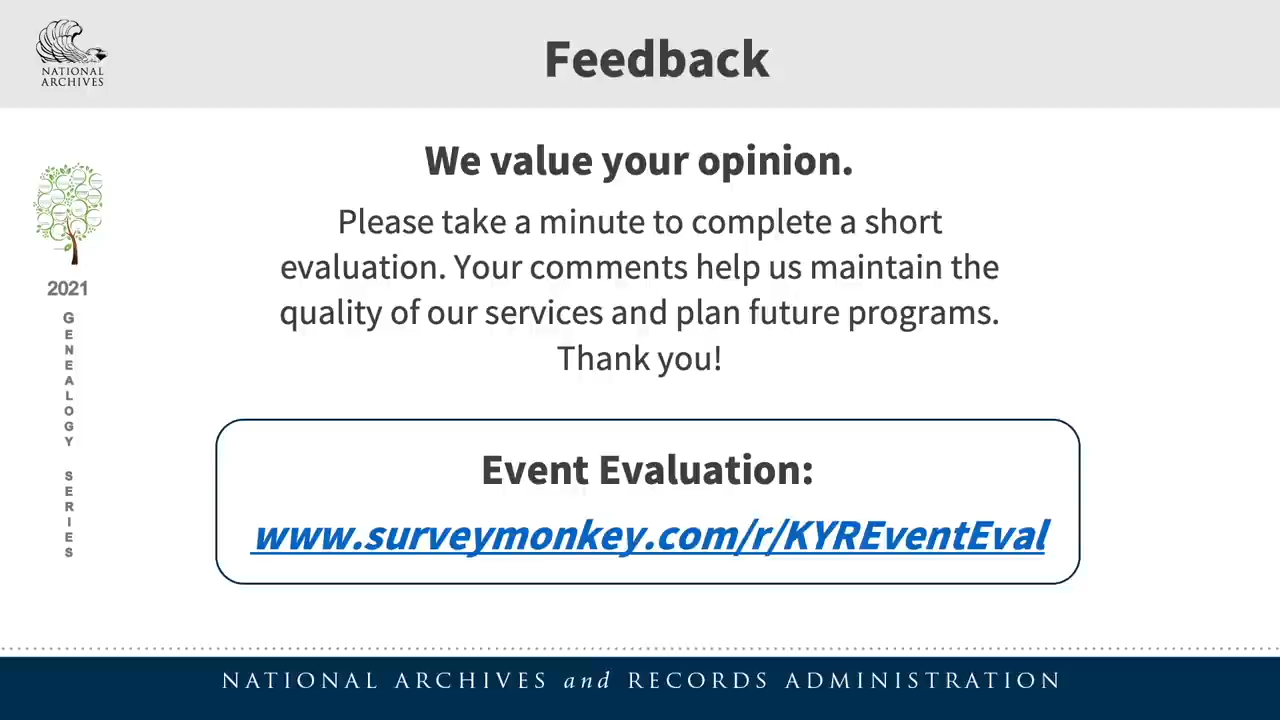 NATIONAL
ARCHIVES
Feedback
2021
GENEALOGY
SERIES
We value your opinion.
Please take a minute to complete a short
evaluation. Your comments help us maintain the
quality of our services and plan future programs.
Thank you!
Event Evaluation:
www.surveymonkey.com/r/KYREventEval
NATIONAL ARCHIVES and RECORDS ADMINISTRATION